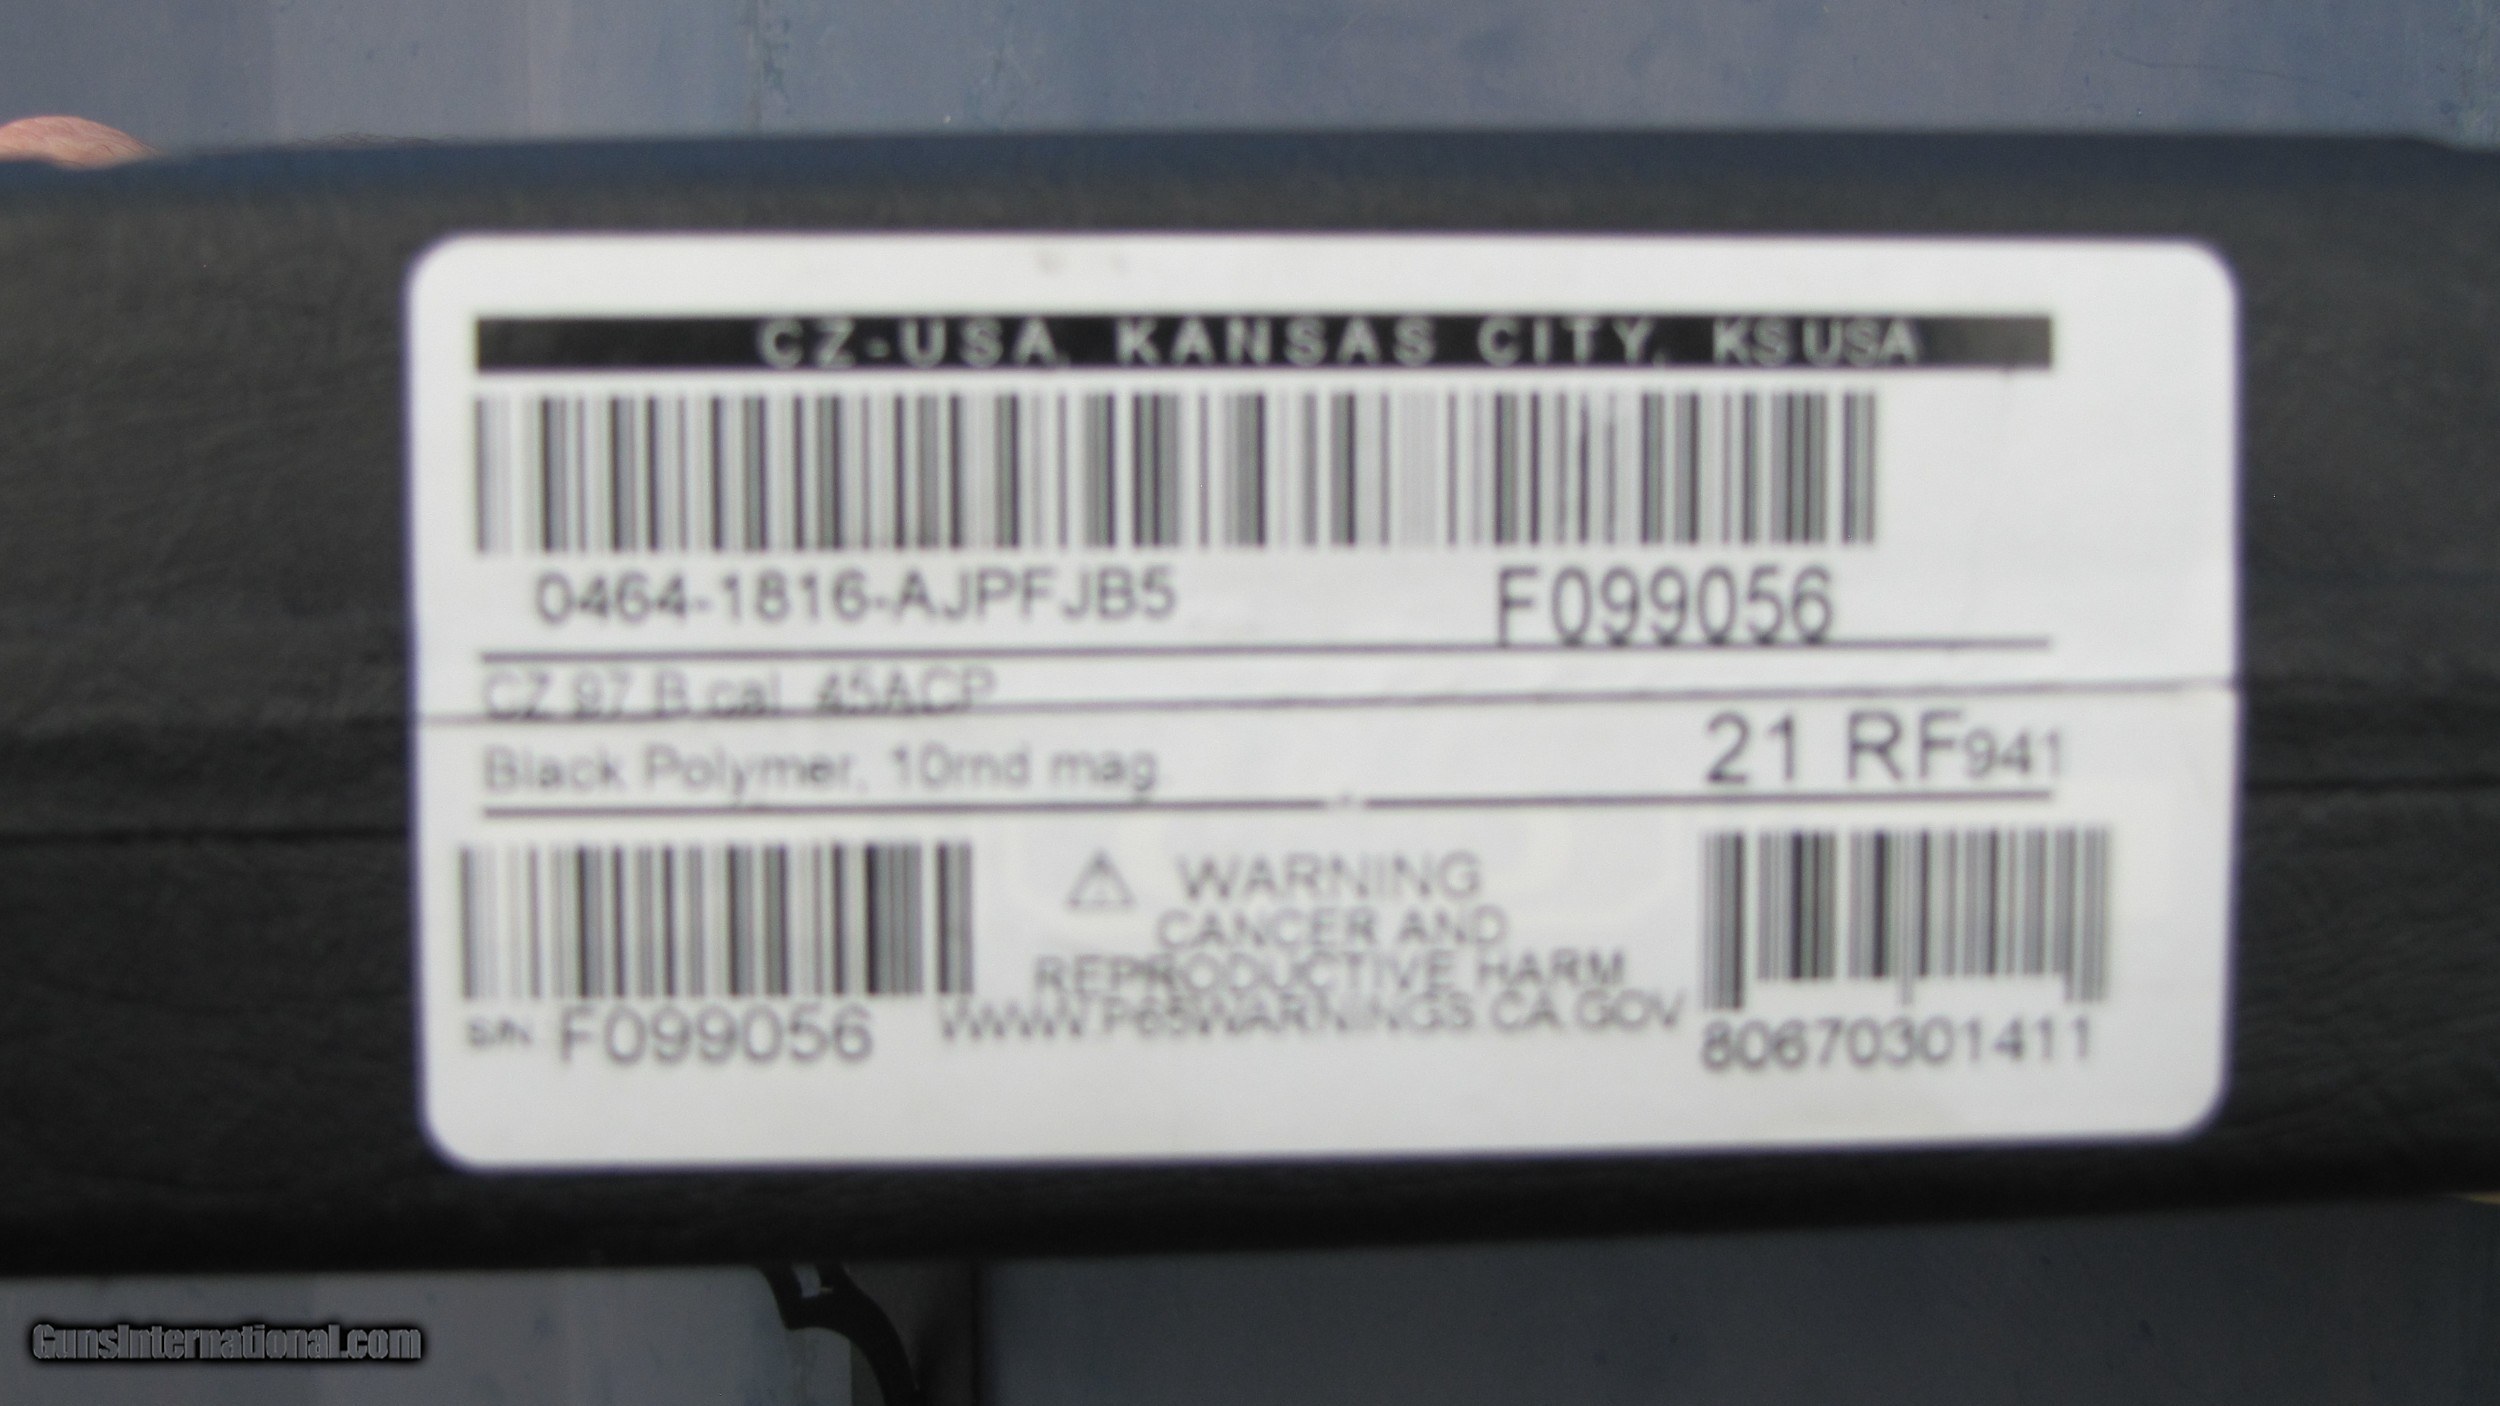 CZ-USA, KANSAS CITY, KS USA
0464-1816-AJPFJB5 F099056
CZ 97 B cal. 45ACP
Black Polymer, 10rnd mag
21 RF941
WARNING
CANCER AND
REPRODUCTIVE HARM
WWW.P65WARNINGS.CA.GOV
S/N: F099056
80670301411
GunsInternational.com